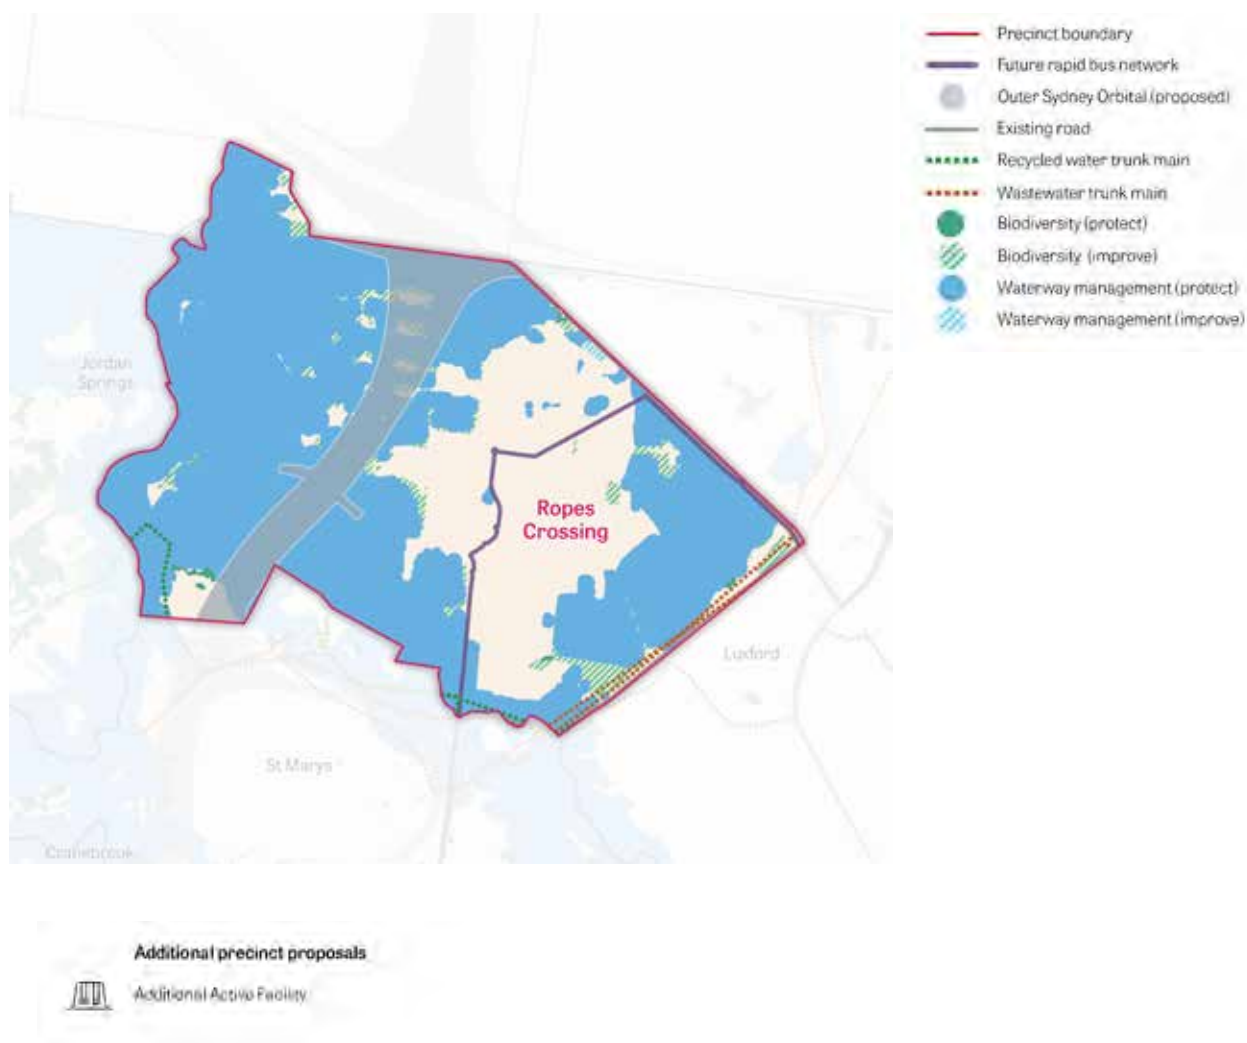 Precinct boundary
Future rapid bus network
Outer Sydney Orbital (proposed)
Existing road
Recycled water trunk main
Wastewater trunk main
Biodiversity (protect)
Biodiversity (improve)
Waterway management (protect)
Waterway management (improve)
Jordan
Springs
Ropes
Crossing
Luxford
St Marys
Cranebrook
Additional precinct proposals
Additional Active Facility